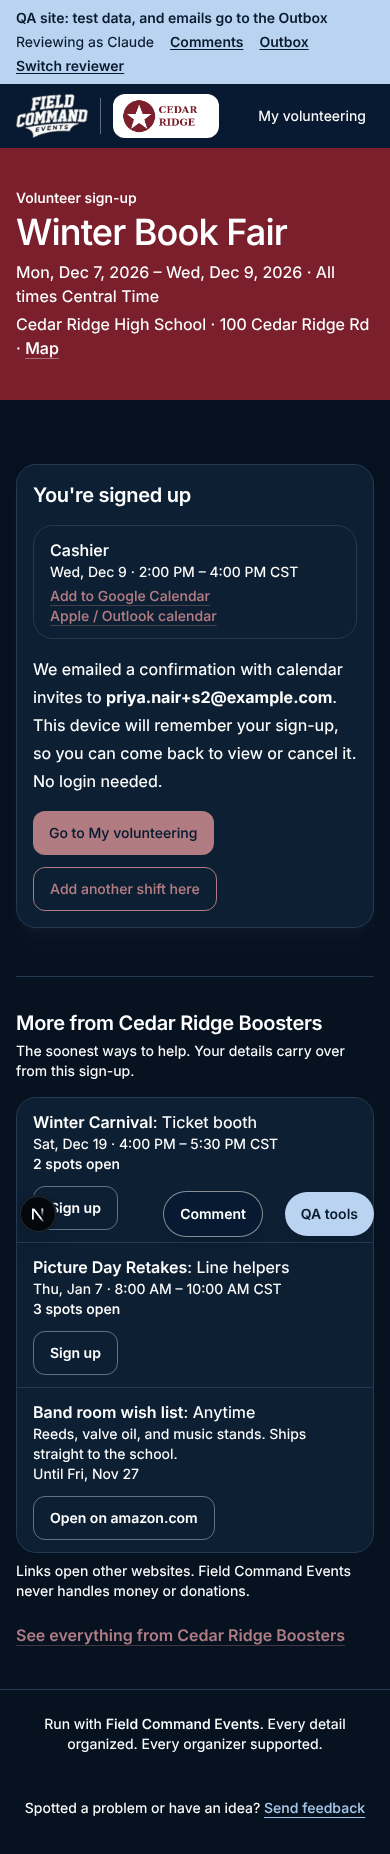 QA site: test data, and emails go to the Outbox
Reviewing as Claude Comments Outbox
Switch reviewer
FIELD COMMAND EVENTS
CEDAR RIDGE
My volunteering
Volunteer sign-up
Winter Book Fair
Mon, Dec 7, 2026 – Wed, Dec 9, 2026 · All
times Central Time
Cedar Ridge High School · 100 Cedar Ridge Rd
· Map
You're signed up
Cashier
Wed, Dec 9 · 2:00 PM – 4:00 PM CST
Add to Google Calendar
Apple / Outlook calendar
We emailed a confirmation with calendar
invites to priya.nair+s2@example.com.
This device will remember your sign-up,
so you can come back to view or cancel it.
No login needed.
Go to My volunteering
Add another shift here
More from Cedar Ridge Boosters
The soonest ways to help. Your details carry over
from this sign-up.
Winter Carnival: Ticket booth
Sat, Dec 19 · 4:00 PM – 5:30 PM CST
2 spots open
Sign up
N
Comment
QA tools
Picture Day Retakes: Line helpers
Thu, Jan 7 · 8:00 AM – 10:00 AM CST
3 spots open
Sign up
Band room wish list: Anytime
Reeds, valve oil, and music stands. Ships
straight to the school.
Until Fri, Nov 27
Open on amazon.com
Links open other websites. Field Command Events
never handles money or donations.
See everything from Cedar Ridge Boosters
Run with Field Command Events. Every detail
organized. Every organizer supported.
Spotted a problem or have an idea? Send feedback